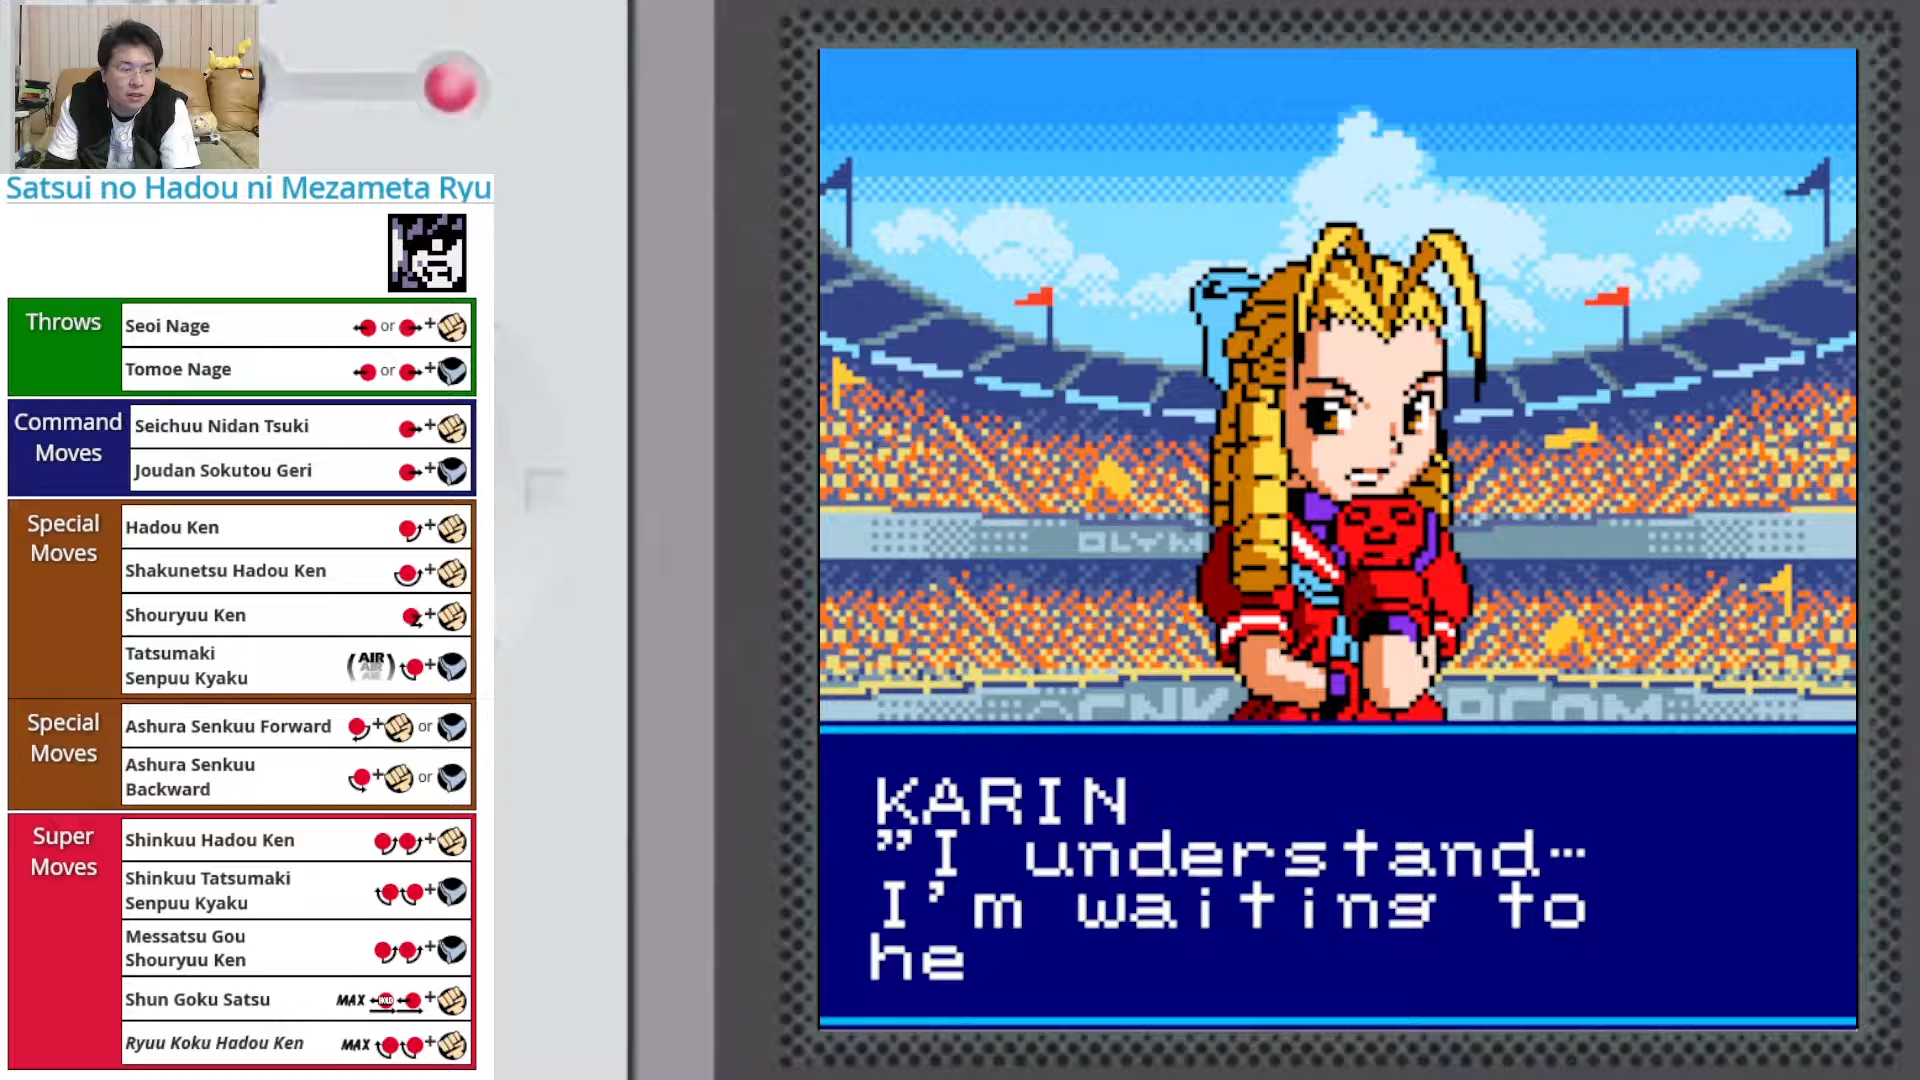 Satsui no Hadou ni Mezameta Ryu
Throws
Seoi Nage
or
+
Tomoe Nage
or
+
Command
Moves
Seichuu Nidan Tsuki
+
Joudan Sokutou Geri
+
Special
Moves
Hadou Ken
+
Shakunetsu Hadou Ken
+
Shouryuu Ken
+
Tatsumaki
Senpuu Kyaku
(AIR)
+
Special
Moves
Ashura Senkuu Forward
+
or
Ashura Senkuu
Backward
+
or
Super
Moves
Shinkuu Hadou Ken
+
Shinkuu Tatsumaki
Senpuu Kyaku
+
Messatsu Gou
Shouryuu Ken
+
Shun Goku Satsu
MAX
HOLD
+
Ryuu Koku Hadou Ken
MAX
+
OLYM
SNK
KARIN
"I understand…
I'm waiting to
he